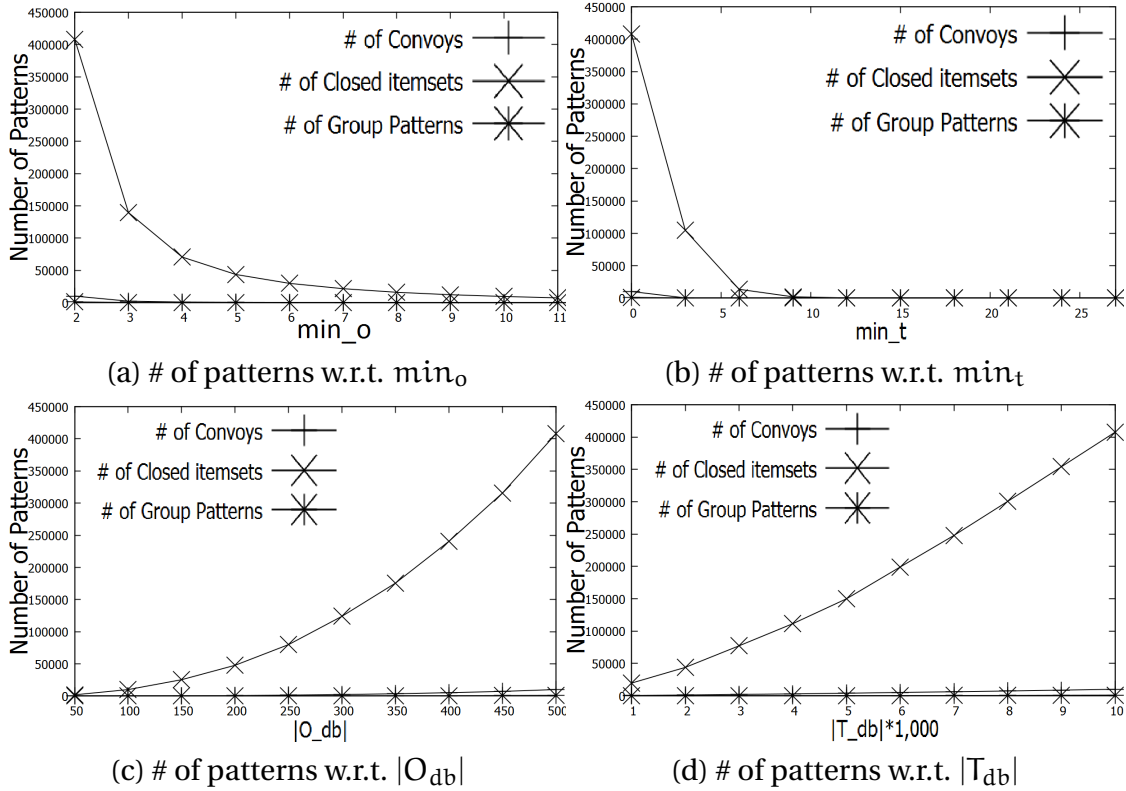 450000
400000
350000
300000
250000
200000
150000
100000
50000
0
Number of Patterns
# of Convoys
# of Closed itemsets
# of Group Patterns
2 3 4 5 6 7 8 9 10 11
min_o
(a) # of patterns w.r.t. min_o
450000
400000
350000
300000
250000
200000
150000
100000
50000
0
Number of Patterns
# of Convoys
# of Closed itemsets
# of Group Patterns
0 5 10 15 20 25
min_t
(b) # of patterns w.r.t. min_t
450000
400000
350000
300000
250000
200000
150000
100000
50000
0
Number of Patterns
# of Convoys
# of Closed itemsets
# of Group Patterns
50 100 150 200 250 300 350 400 450 500
|O_db|
(c) # of patterns w.r.t. |O_db|
450000
400000
350000
300000
250000
200000
150000
100000
50000
0
Number of Patterns
# of Convoys
# of Closed itemsets
# of Group Patterns
1 2 3 4 5 6 7 8 9 10
|T_db|*1,000
(d) # of patterns w.r.t. |T_db|